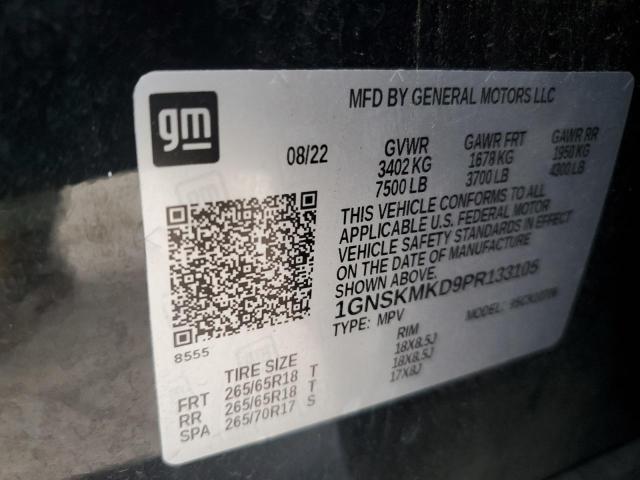 gm
MFD BY GENERAL MOTORS LLC
08/22 GVWR GAWR FRT GAWR RR
3402 KG 1678 KG 1950 KG
7500 LB 3700 LB 4300 LB
THIS VEHICLE CONFORMS TO ALL
APPLICABLE U.S. FEDERAL MOTOR
VEHICLE SAFETY STANDARDS IN EFFECT
ON THE DATE OF MANUFACTURE
SHOWN ABOVE.
1GNSKMKD9PR133105
TYPE: MPV MODEL:
8555
TIRE SIZE RIM
FRT 265/65R18 T 18X8.5J
RR 265/65R18 T 18X8.5J
SPA 265/70R17 S 17X8J